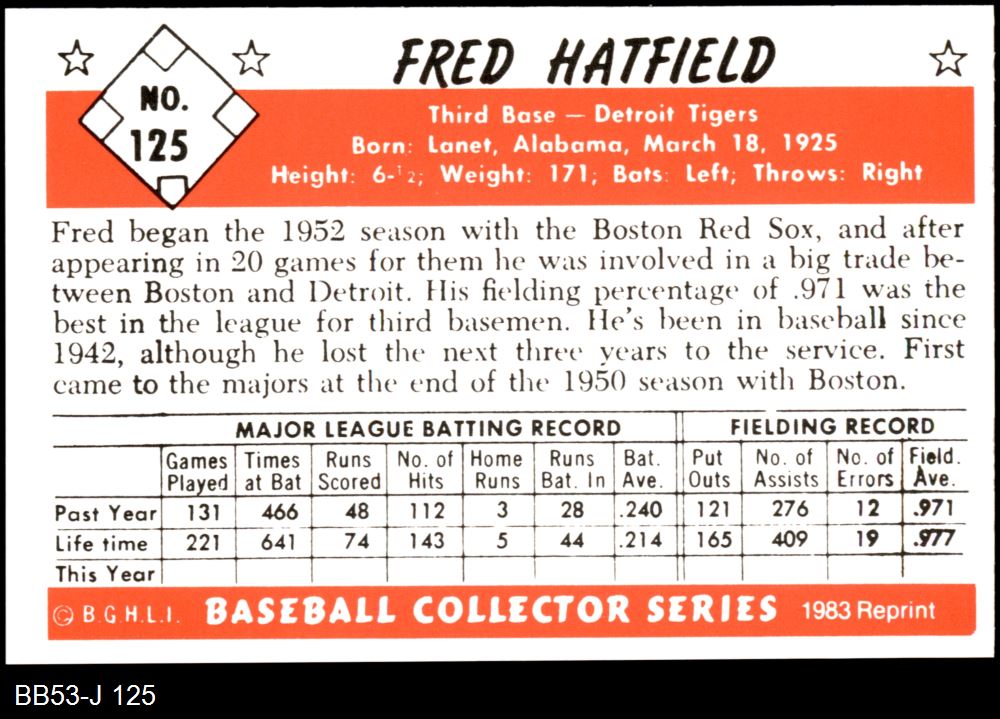 FRED HATFIELD
NO.
125
Third Base — Detroit Tigers
Born: Lanet, Alabama, March 18, 1925
Height: 6-1/2; Weight: 171; Bats: Left; Throws: Right
Fred began the 1952 season with the Boston Red Sox, and after
appearing in 20 games for them he was involved in a big trade be-
tween Boston and Detroit. His fielding percentage of .971 was the
best in the league for third basemen. He's been in baseball since
1942, although he lost the next three years to the service. First
came to the majors at the end of the 1950 season with Boston.
MAJOR LEAGUE BATTING RECORD FIELDING RECORD
Games Times Runs No. of Home Runs Bat. Put No. of No. of Field.
Played at Bat Scored Hits Runs Bat. In Ave. Outs Assists Errors Ave.
Past Year 131 466 48 112 3 28 .240 121 276 12 .971
Life time 221 641 74 143 5 44 .214 165 409 19 .977
This Year
© B.G.H.L.I. BASEBALL COLLECTOR SERIES 1983 Reprint
BB53-J 125